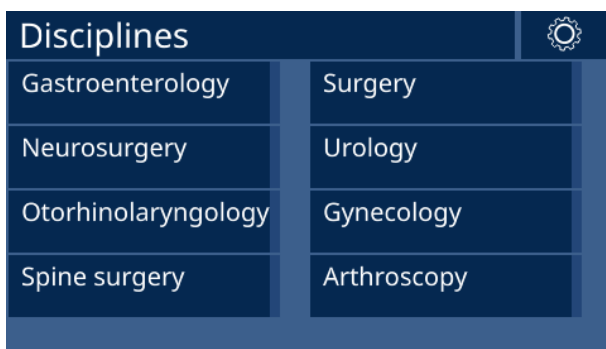 Disciplines
Gastroenterology
Surgery
Neurosurgery
Urology
Otorhinolaryngology
Gynecology
Spine surgery
Arthroscopy